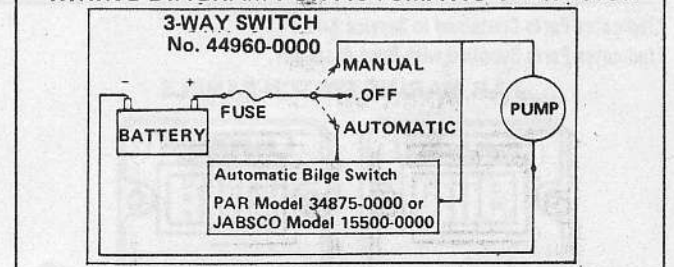 3-WAY SWITCH
No. 44960-0000
MANUAL
- +
OFF
FUSE
PUMP
BATTERY
AUTOMATIC
Automatic Bilge Switch
PAR Model 34875-0000 or
JABSCO Model 15500-0000